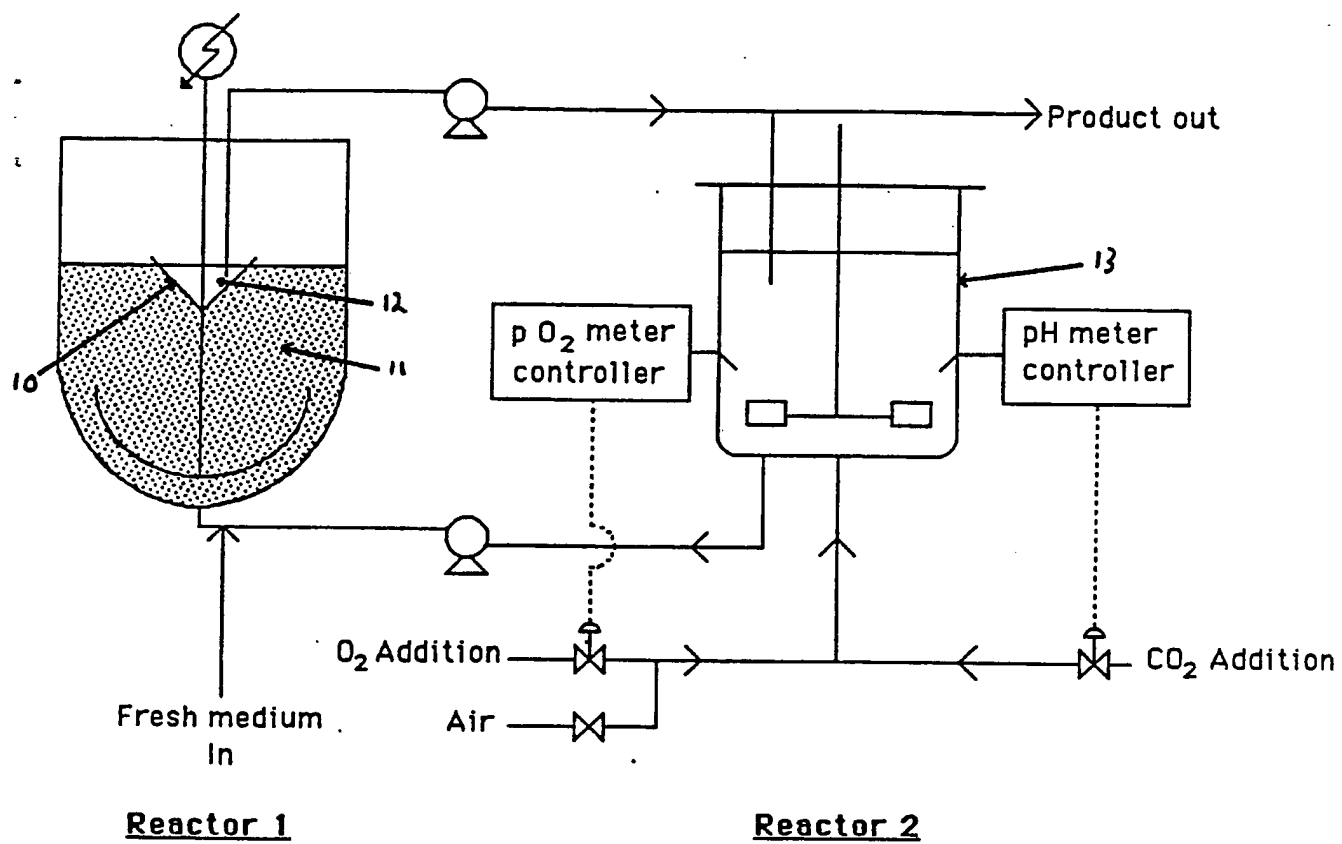 Product out
13
12
p O₂ meter
controller
pH meter
controller
10
11
O₂ Addition
CO₂ Addition
Fresh medium
In
Air
Reactor 1
Reactor 2